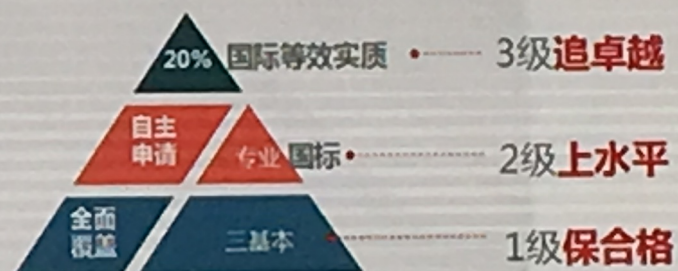 20% 国际等效实质 3级追卓越
自主
申请
专业 国标 2级上水平
全面
覆盖
三基本 1级保合格